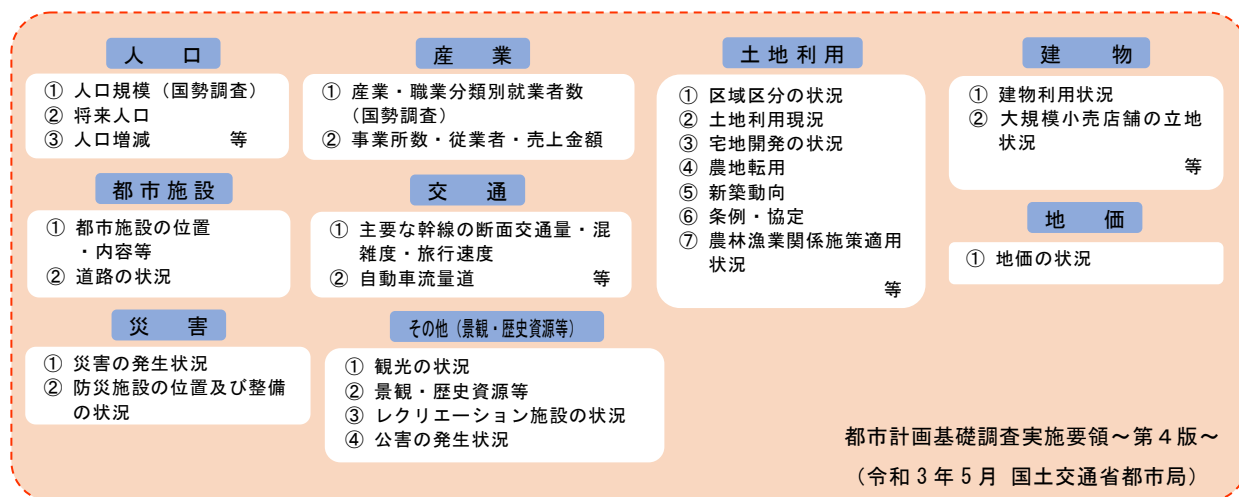 人　口
① 人口規模（国勢調査）
② 将来人口
③ 人口増減　　　　等
産　業
① 産業・職業分類別就業者数
（国勢調査）
② 事業所数・従業者・売上金額
土地利用
① 区域区分の状況
② 土地利用現況
③ 宅地開発の状況
④ 農地転用
⑤ 新築動向
⑥ 条例・協定
⑦ 農林漁業関係施策適用
状況
等
建　物
① 建物利用状況
② 大規模小売店舗の立地
状況
等
都市施設
① 都市施設の位置
・内容等
② 道路の状況
交　通
① 主要な幹線の断面交通量・混
雑度・旅行速度
② 自動車流量道　　　　等
地　価
① 地価の状況
災　害
① 災害の発生状況
② 防災施設の位置及び整備
の状況
その他（景観・歴史資源等）
① 観光の状況
② 景観・歴史資源等
③ レクリエーション施設の状況
④ 公害の発生状況
都市計画基礎調査実施要領～第４版～
（令和３年５月 国土交通省都市局）